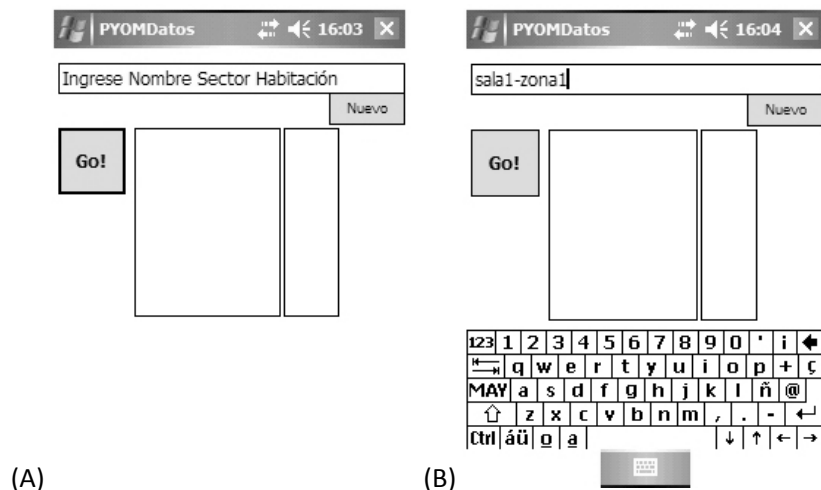 PYOMDatos 16:03
Ingrese Nombre Sector Habitación
Nuevo
Go!
(A)
PYOMDatos 16:04
sala1-zona1
Nuevo
Go!
123 1 2 3 4 5 6 7 8 9 0 ' ¡
q w e r t y u i o p + ç
MAY a s d f g h j k l ñ @
z x c v b n m , . -
Ctrl áü º ª ↓ ↑ ← →
(B)